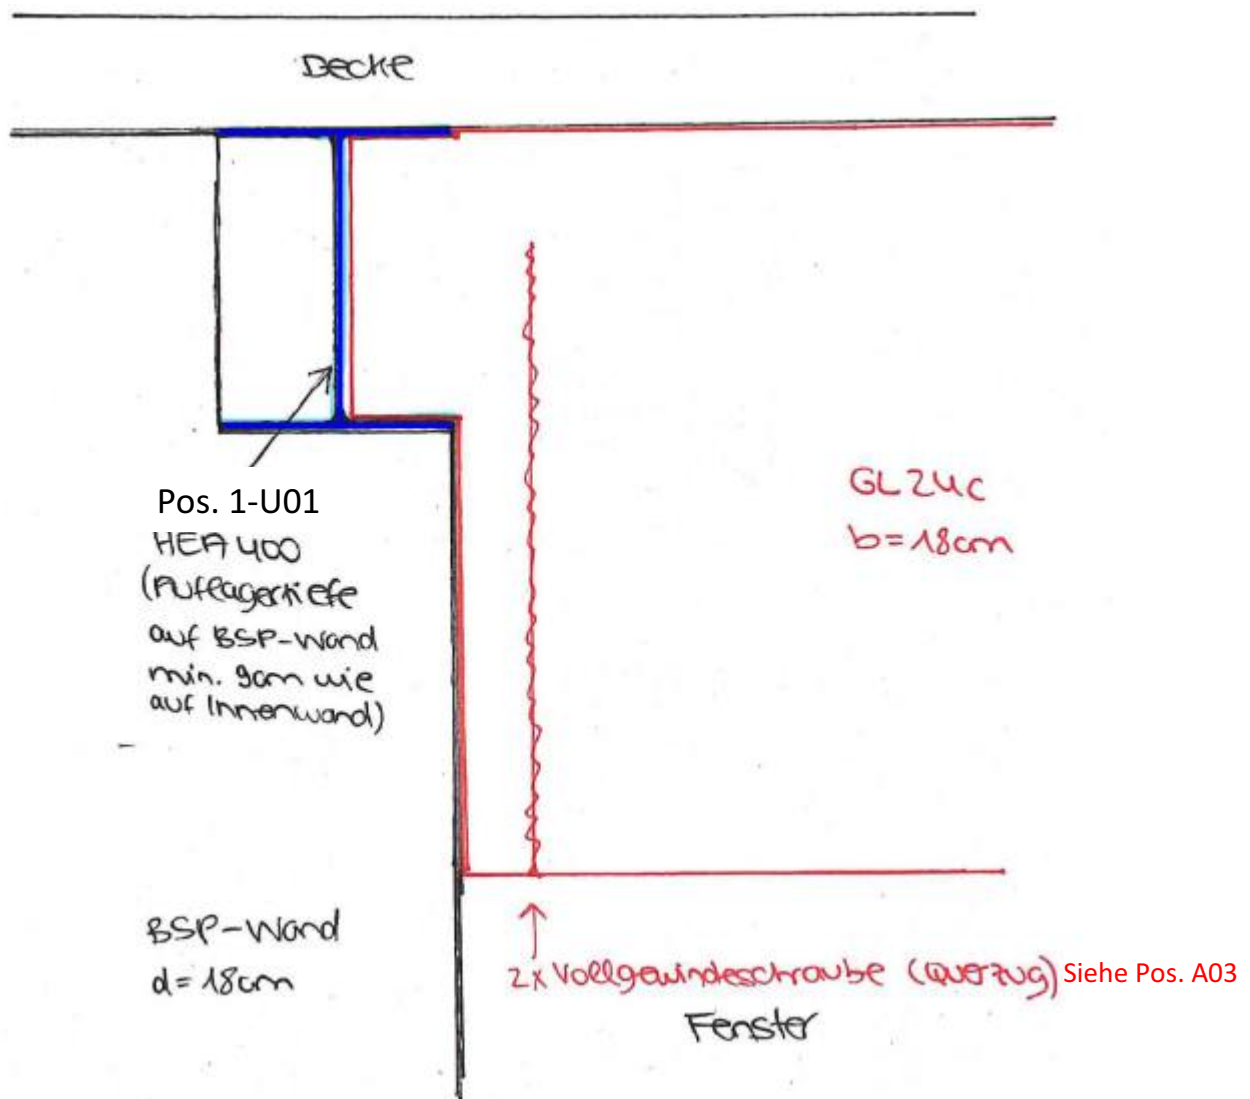 Decke
Pos. 1-U01
HEA 400
(Auflagertiefe
auf BSP-Wand
min. 9cm wie
auf Innenwand)
GL24c
b=18cm
BSP-Wand
d=18cm
2x Vollgewindeschraube (Querzug) Siehe Pos. A03
Fenster